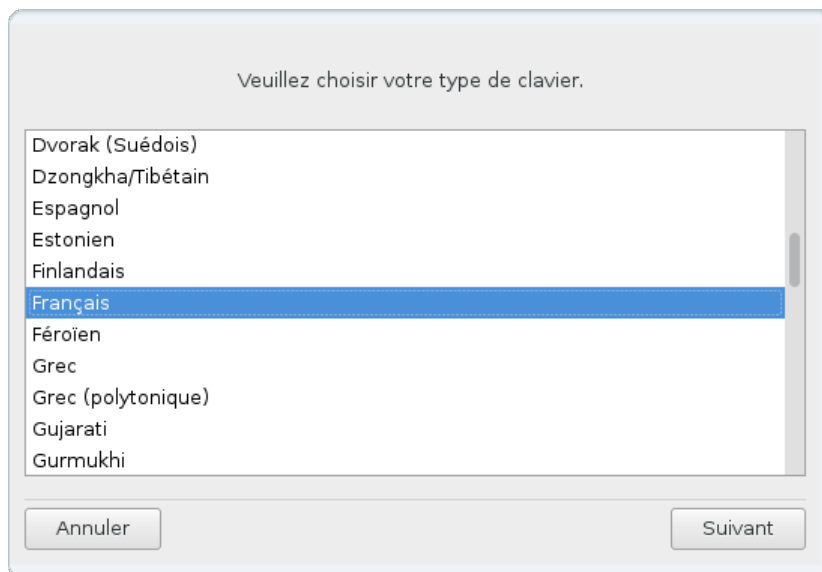 Veuillez choisir votre type de clavier.
Dvorak (Suédois)
Dzongkha/Tibétain
Espagnol
Estonien
Finlandais
Français
Féroïen
Grec
Grec (polytonique)
Gujarati
Gurmukhi
Annuler
Suivant